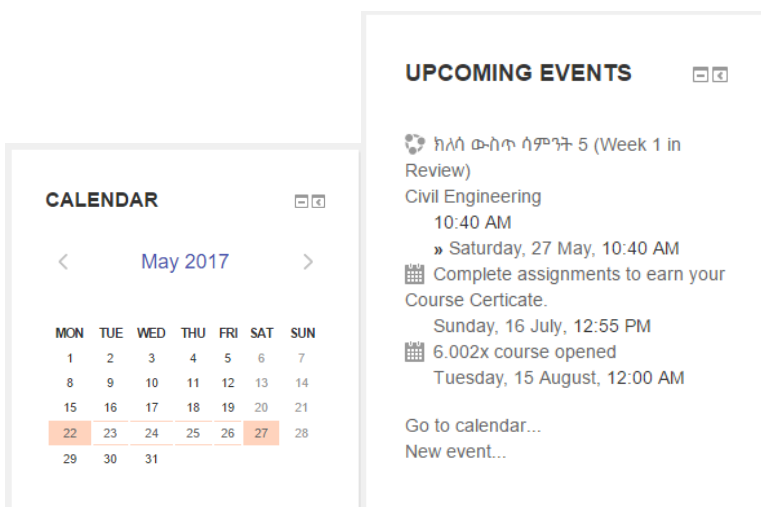 CALENDAR
May 2017
MON TUE WED THU FRI SAT SUN
1 2 3 4 5 6 7
8 9 10 11 12 13 14
15 16 17 18 19 20 21
22 23 24 25 26 27 28
29 30 31
UPCOMING EVENTS
ክለሳ ውስጥ ሳምንት 5 (Week 1 in
Review)
Civil Engineering
10:40 AM
» Saturday, 27 May, 10:40 AM
Complete assignments to earn your
Course Certicate.
Sunday, 16 July, 12:55 PM
6.002x course opened
Tuesday, 15 August, 12:00 AM
Go to calendar...
New event...